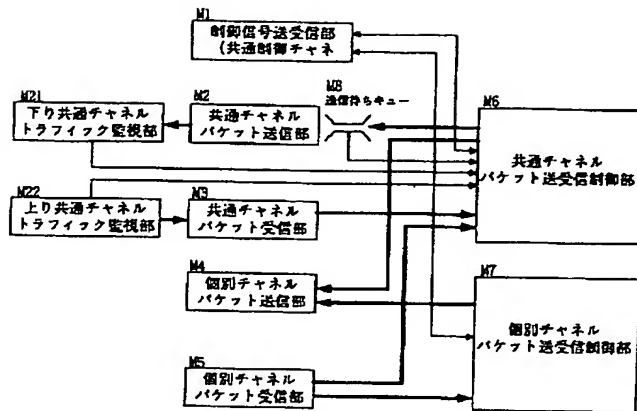 M1
制御信号送受信部
(共通制御チャネ
M8
送信待ちキュー
M6
共通チャネル
パケット送受信制御部
M21
下り共通チャネル
トラフィック監視部
M2
共通チャネル
パケット送信部
M22
上り共通チャネル
トラフィック監視部
M3
共通チャネル
パケット受信部
M4
個別チャネル
パケット送信部
M7
個別チャネル
パケット送受信制御部
M5
個別チャネル
パケット受信部